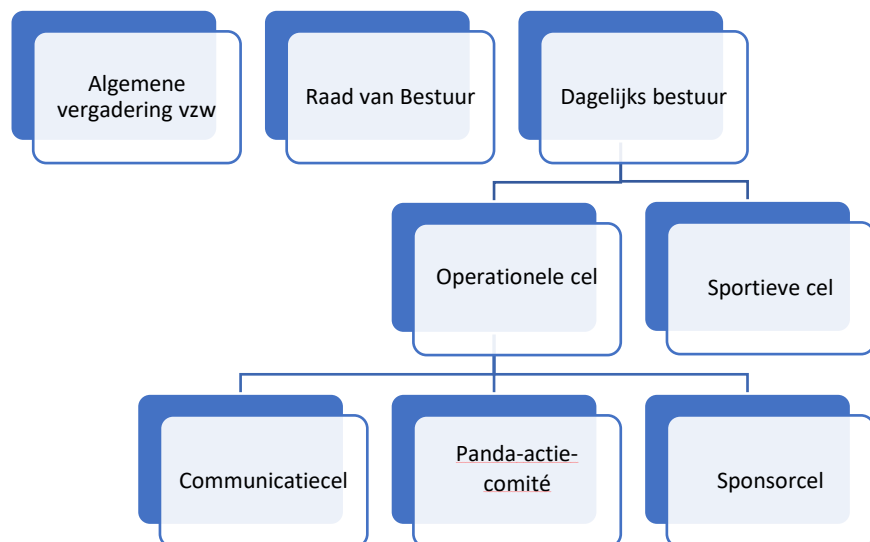 Algemene
vergadering vzw
Raad van Bestuur
Dagelijks bestuur
Operationele cel
Sportieve cel
Communicatiecel
Panda-actie-
comité
Sponsorcel